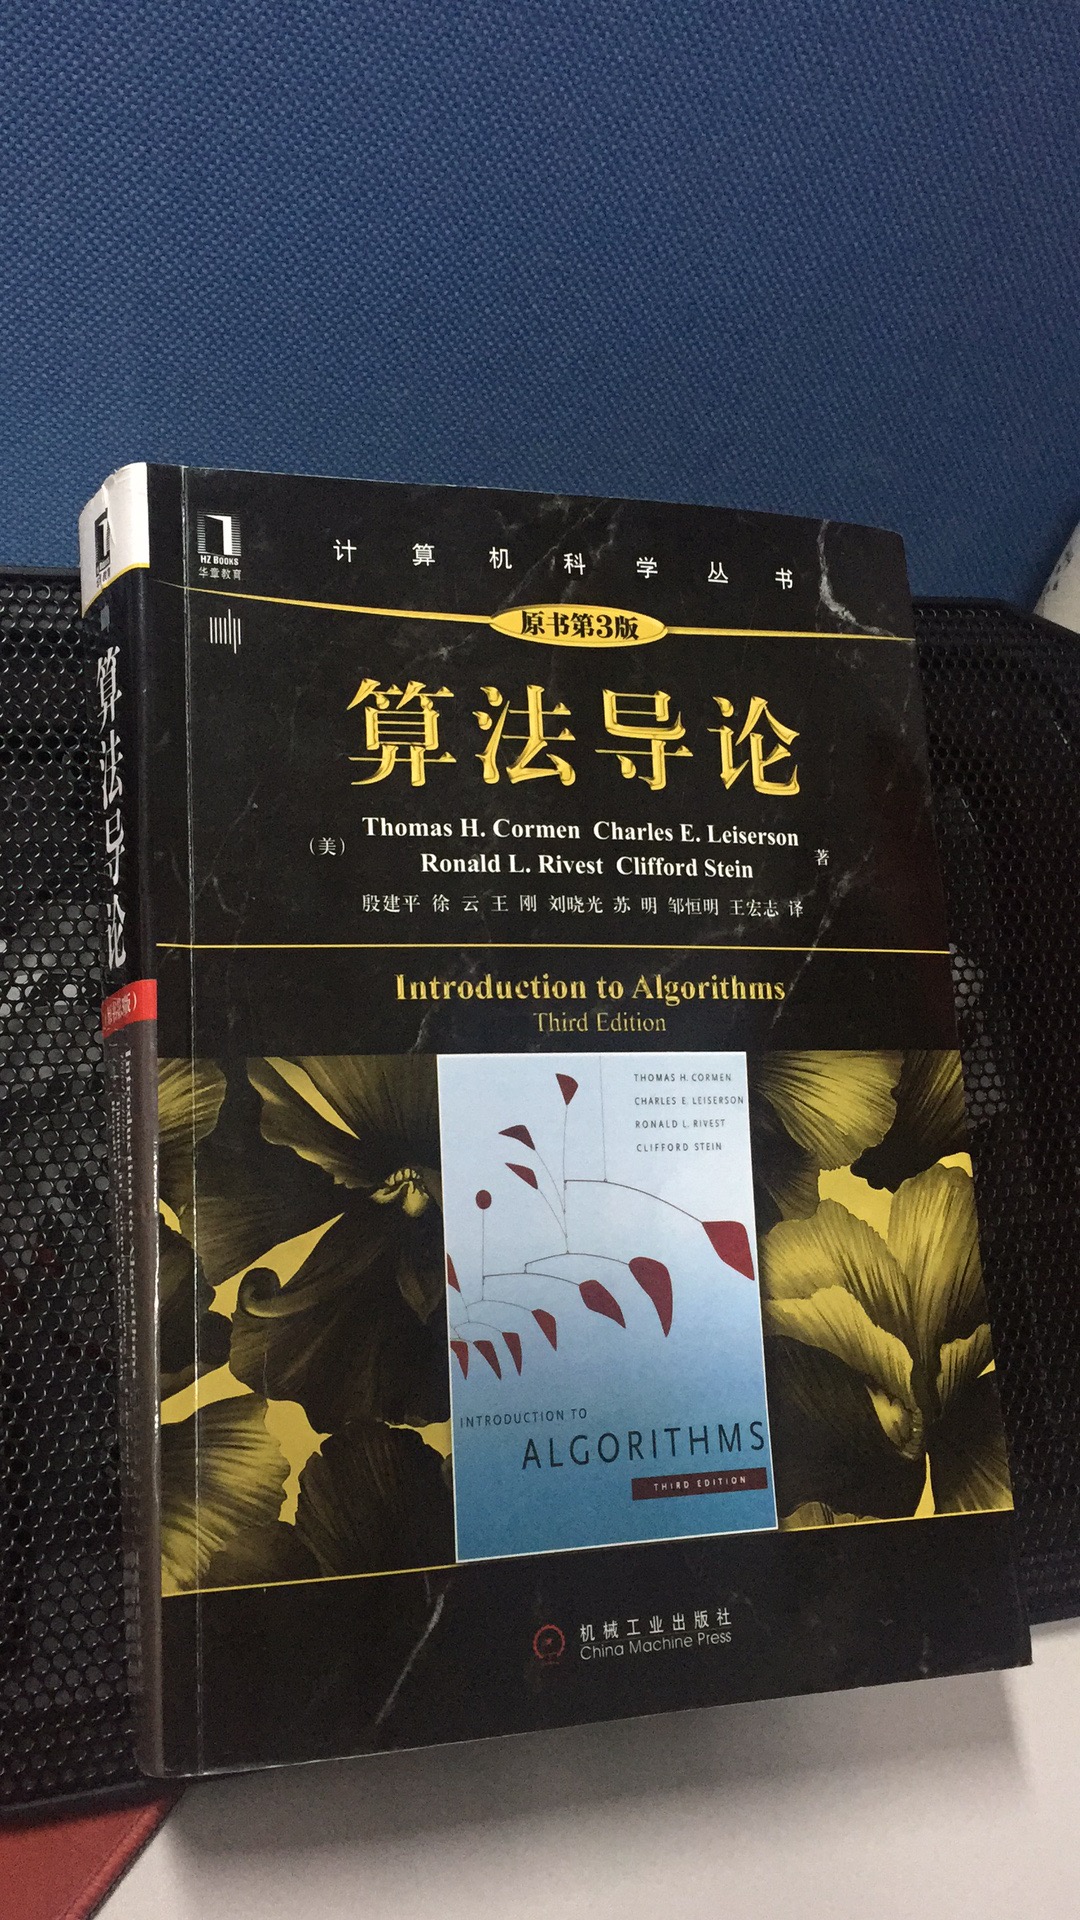 HZ BOOKS
华章教育
计算机科学丛书
原书第3版
算法导论
(美)
Thomas H. Cormen Charles E. Leiserson
Ronald L. Rivest Clifford Stein
著
殷建平 徐云 王刚 刘晓光 苏明 邹恒明 王宏志 译
Introduction to Algorithms
Third Edition
THOMAS H. CORMEN
CHARLES E. LEISERSON
RONALD L. RIVEST
CLIFFORD STEIN
INTRODUCTION TO
ALGORITHMS
THIRD EDITION
机械工业出版社
China Machine Press
算法导论